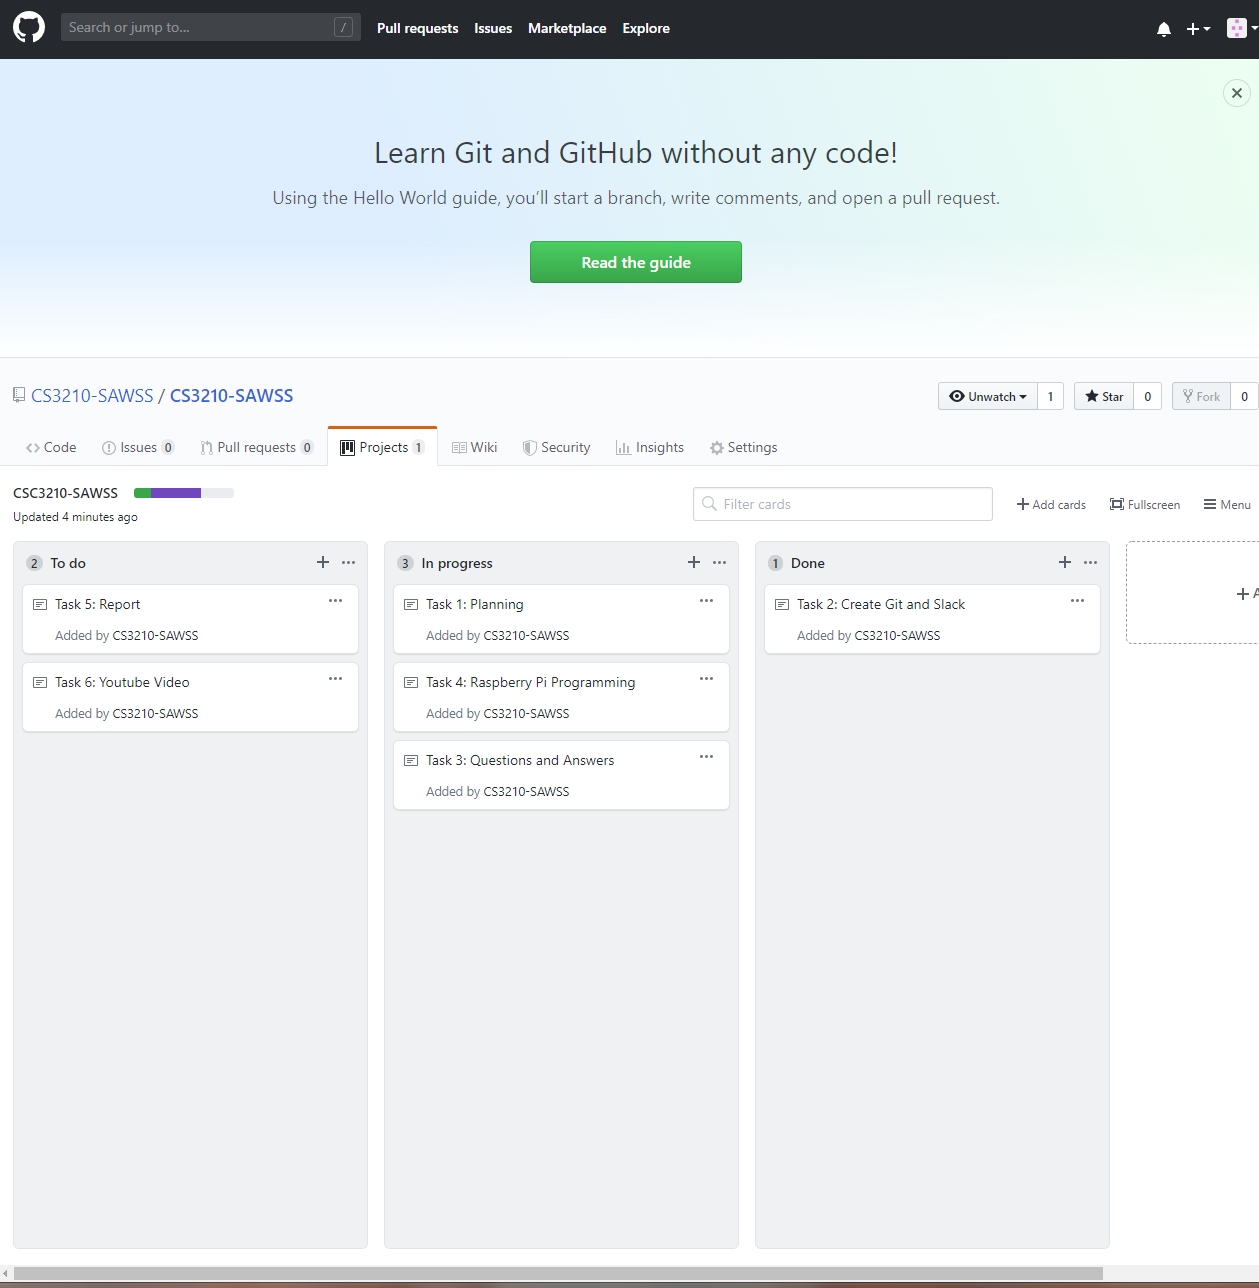 Search or jump to... /
Pull requests Issues Marketplace Explore
Learn Git and GitHub without any code!
Using the Hello World guide, you'll start a branch, write comments, and open a pull request.
Read the guide
CS3210-SAWSS / CS3210-SAWSS
Unwatch 1 Star 0 Fork 0
Code Issues 0 Pull requests 0 Projects 1 Wiki Security Insights Settings
CSC3210-SAWSS
Updated 4 minutes ago
Filter cards
Add cards Fullscreen Menu
2 To do
Task 5: Report
Added by CS3210-SAWSS
Task 6: Youtube Video
Added by CS3210-SAWSS
3 In progress
Task 1: Planning
Added by CS3210-SAWSS
Task 4: Raspberry Pi Programming
Added by CS3210-SAWSS
Task 3: Questions and Answers
Added by CS3210-SAWSS
1 Done
Task 2: Create Git and Slack
Added by CS3210-SAWSS